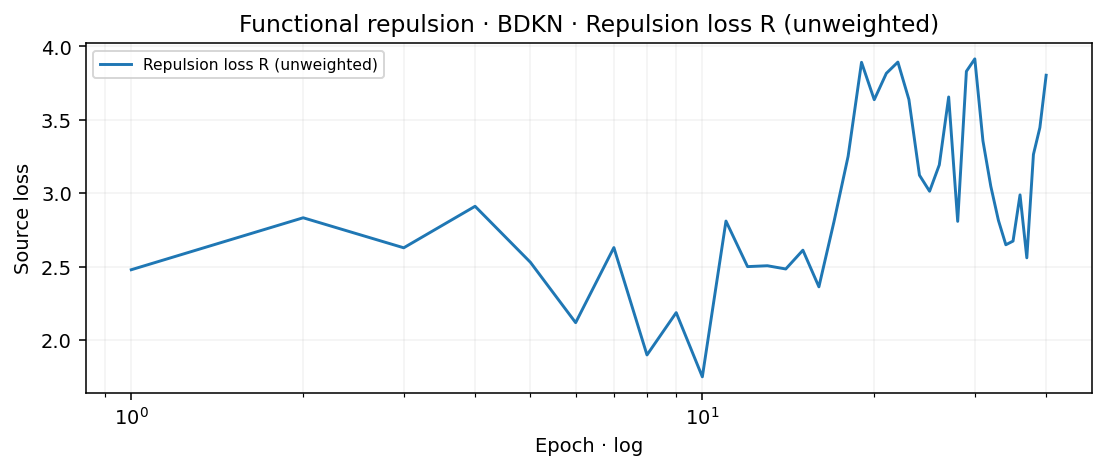 Functional repulsion · BDKN · Repulsion loss R (unweighted)
Repulsion loss R (unweighted)
Source loss
4.0
3.5
3.0
2.5
2.0
10⁰
10¹
Epoch · log